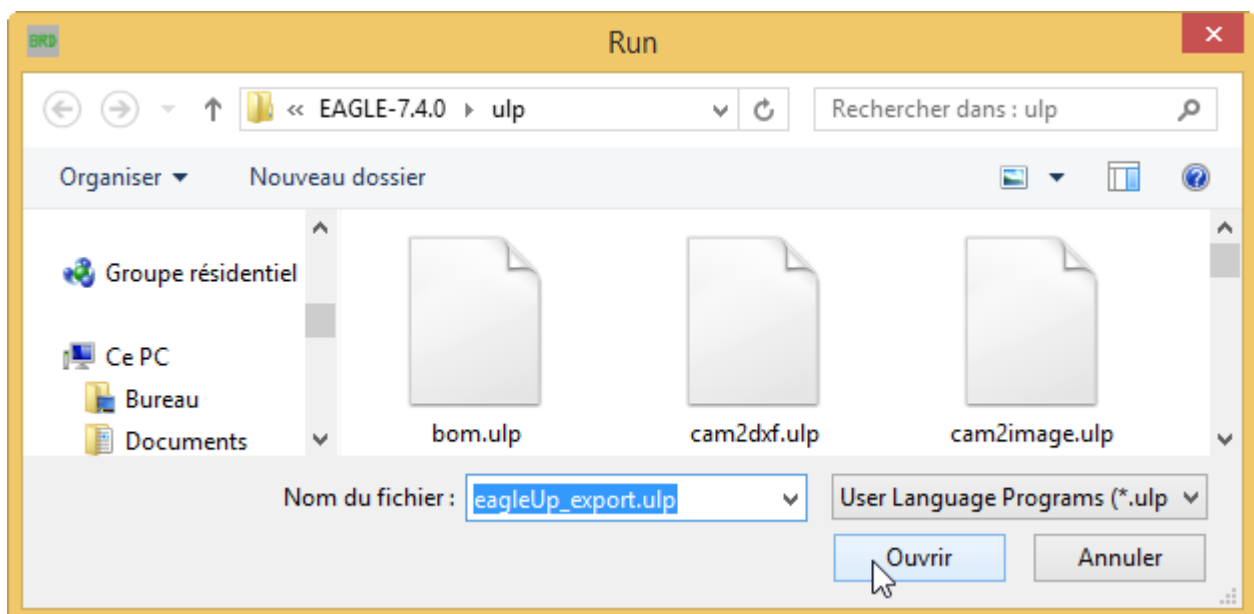 BRD
Run
« EAGLE-7.4.0 ulp
Rechercher dans : ulp
Organiser
Nouveau dossier
Groupe résidentiel
Ce PC
Bureau
Documents
bom.ulp
cam2dxf.ulp
cam2image.ulp
Nom du fichier :
eagleUp_export.ulp
User Language Programs (*.ulp
Ouvrir
Annuler